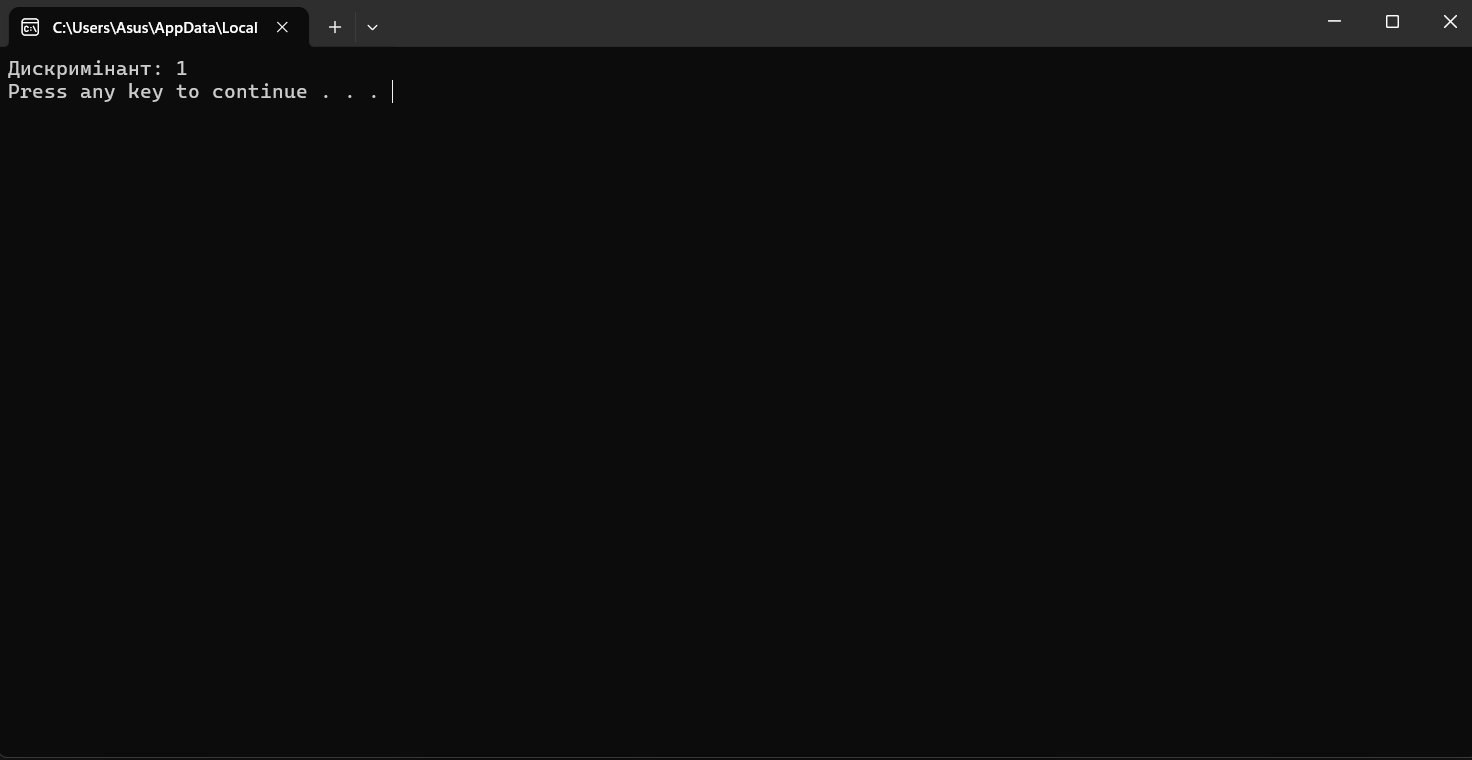 C:\Users\Asus\AppData\Local
Дискримінант: 1
Press any key to continue . . .